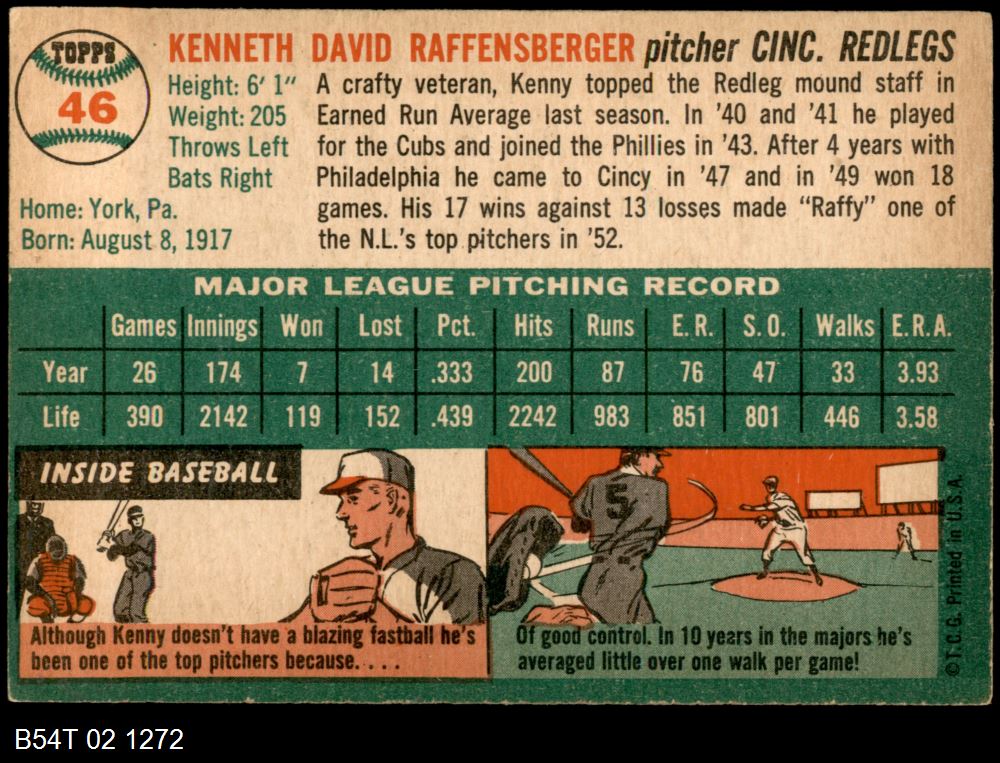 TOPPS
46
KENNETH DAVID RAFFENSBERGER pitcher CINC. REDLEGS
Height: 6' 1"
Weight: 205
Throws Left
Bats Right
Home: York, Pa.
Born: August 8, 1917
A crafty veteran, Kenny topped the Redleg mound staff in
Earned Run Average last season. In '40 and '41 he played
for the Cubs and joined the Phillies in '43. After 4 years with
Philadelphia he came to Cincy in '47 and in '49 won 18
games. His 17 wins against 13 losses made "Raffy" one of
the N.L.'s top pitchers in '52.
MAJOR LEAGUE PITCHING RECORD
Games Innings Won Lost Pct. Hits Runs E.R. S.O. Walks E.R.A.
Year 26 174 7 14 .333 200 87 76 47 33 3.93
Life 390 2142 119 152 .439 2242 983 851 801 446 3.58
INSIDE BASEBALL
Although Kenny doesn't have a blazing fastball he's
been one of the top pitchers because. . . .
5
Of good control. In 10 years in the majors he's
averaged little over one walk per game!
© T.C.G. Printed in U.S.A.
B54T 02 1272